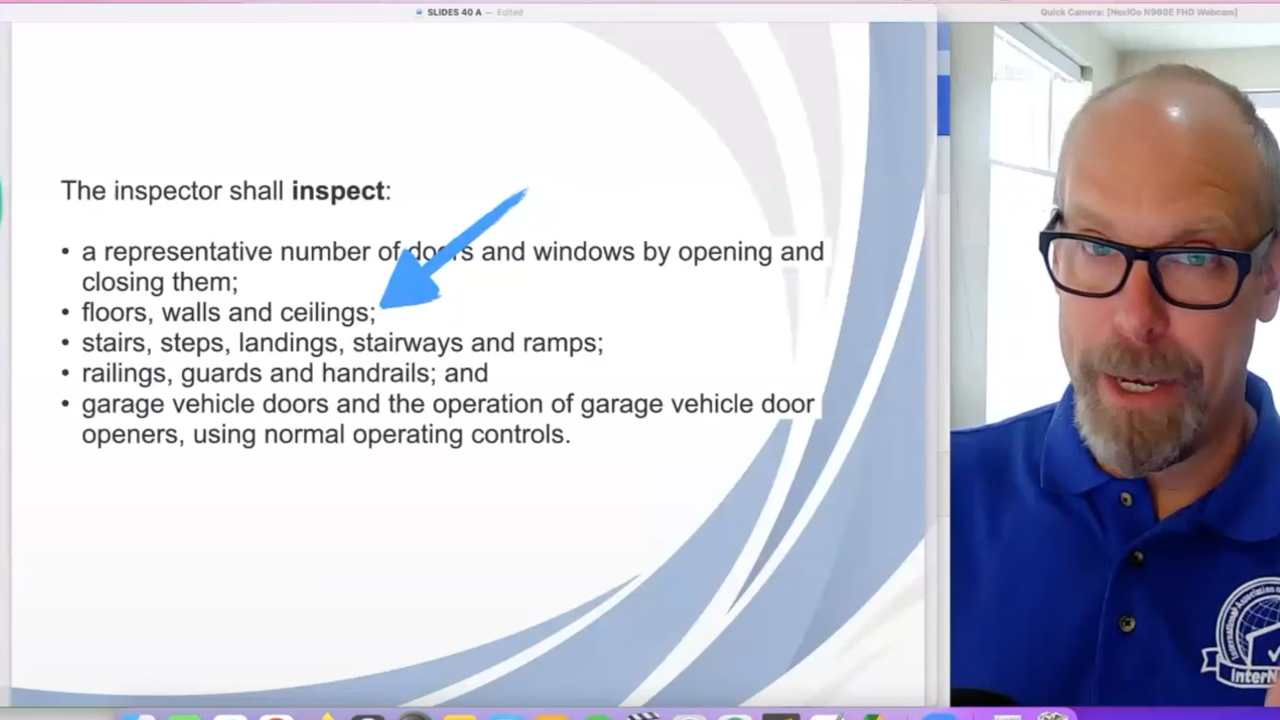 SLIDES 40 A — Edited
Quick Camera: [NexiGo N960E FHD Webcam]
The inspector shall inspect:
• a representative number of doors and windows by opening and
closing them;
• floors, walls and ceilings;
• stairs, steps, landings, stairways and ramps;
• railings, guards and handrails; and
• garage vehicle doors and the operation of garage vehicle door
openers, using normal operating controls.
International Association
InterN